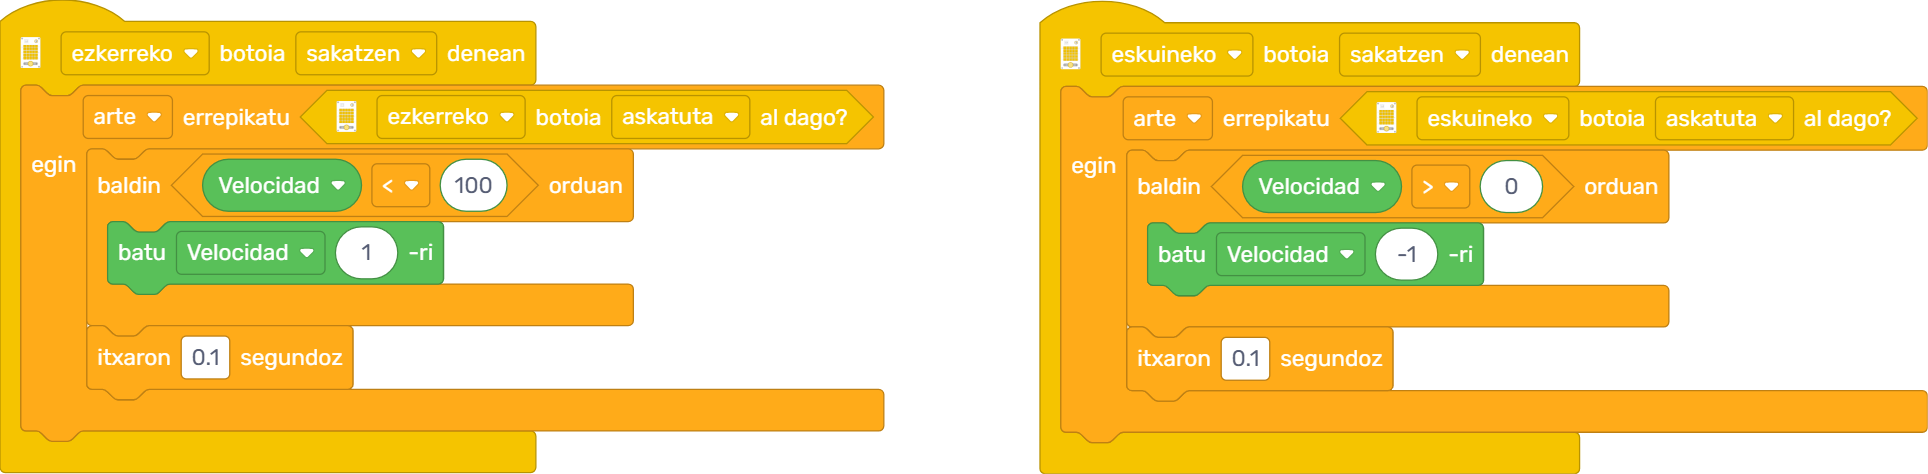 ezkerreko botoia sakatzen denean
arte errepikatu ezkerreko botoia askatuta al dago?
egin
baldin Velocidad < 100 orduan
batu Velocidad 1 -ri
itxaron 0.1 segundoz
eskuineko botoia sakatzen denean
arte errepikatu eskuineko botoia askatuta al dago?
egin
baldin Velocidad > 0 orduan
batu Velocidad -1 -ri
itxaron 0.1 segundoz